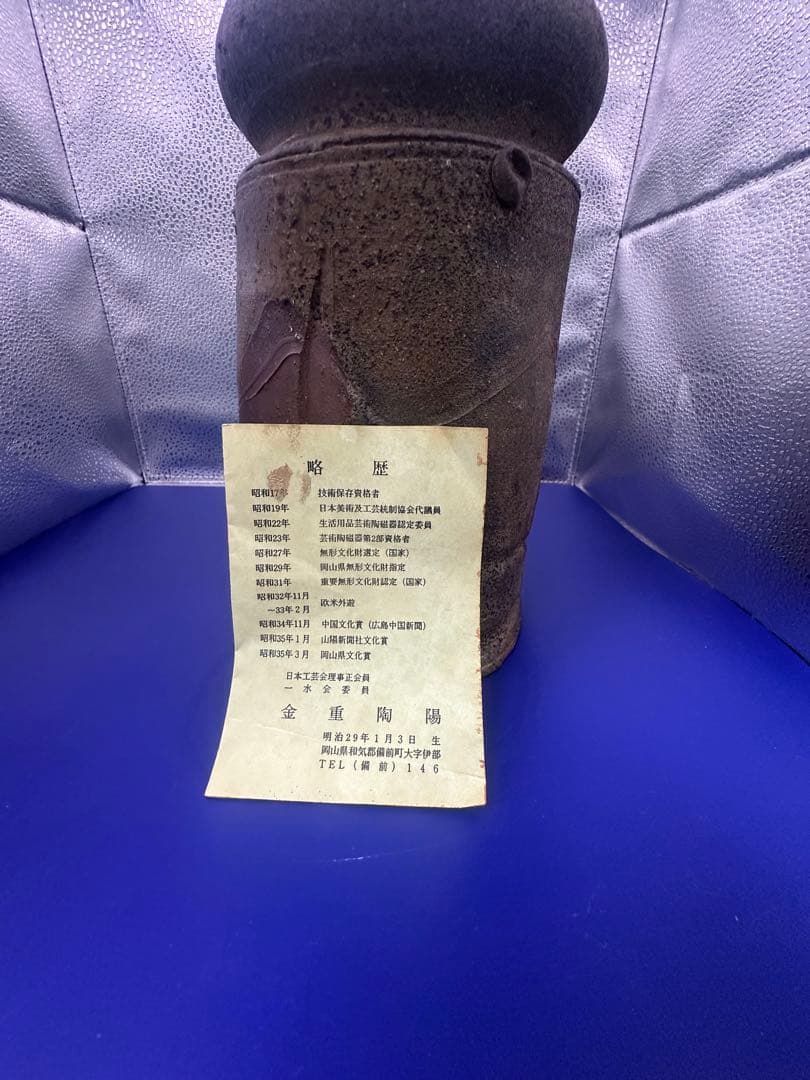 略歴
昭和17年 技術保存資格者
昭和19年 日本美術及工芸統制協会代議員
昭和22年 生活用品芸術陶磁器認定委員
昭和23年 芸術陶磁器第2部資格者
昭和27年 無形文化財選定(国家)
昭和29年 岡山県無形文化財指定
昭和31年 重要無形文化財認定(国家)
昭和32年11月
~33年2月 欧米外遊
昭和34年11月 中国文化賞(広島中国新聞)
昭和35年1月 山陽新聞社文化賞
昭和35年3月 岡山県文化賞
日本工芸会理事正会員
一水会委員
金重陶陽
明治29年1月3日 生
岡山県和気郡備前町大字伊部
TEL(備前)146